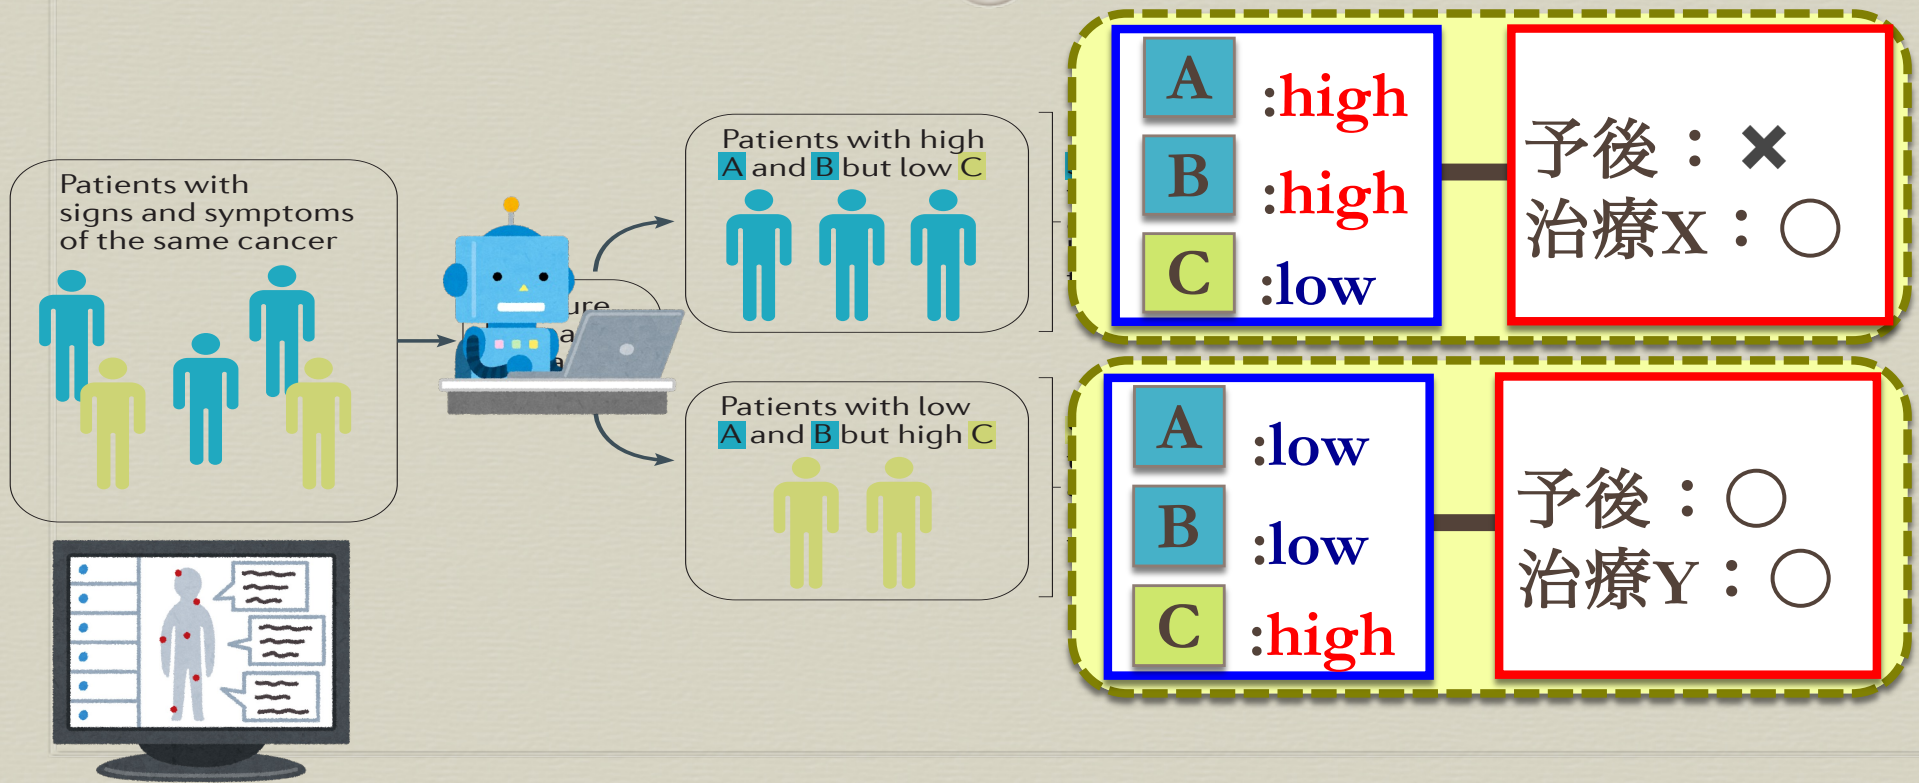 Patients with
signs and symptoms
of the same cancer
Patients with high
A and B but low C
Patients with low
A and B but high C
A :high
B :high
C :low
予後：✖
治療X：○
A :low
B :low
C :high
予後：○
治療Y：○